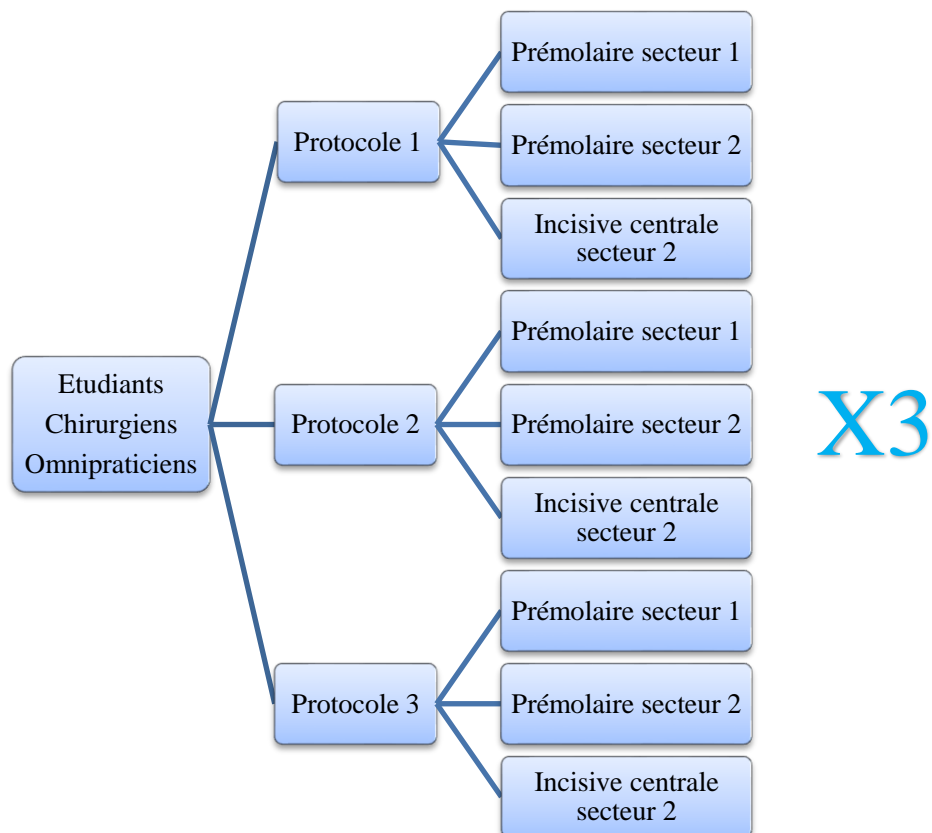 Prémolaire secteur 1
Protocole 1
Prémolaire secteur 2
Incisive centrale
secteur 2
Etudiants
Chirurgiens
Omnipraticiens
Prémolaire secteur 1
Protocole 2
Prémolaire secteur 2
Incisive centrale
secteur 2
X3
Prémolaire secteur 1
Protocole 3
Prémolaire secteur 2
Incisive centrale
secteur 2